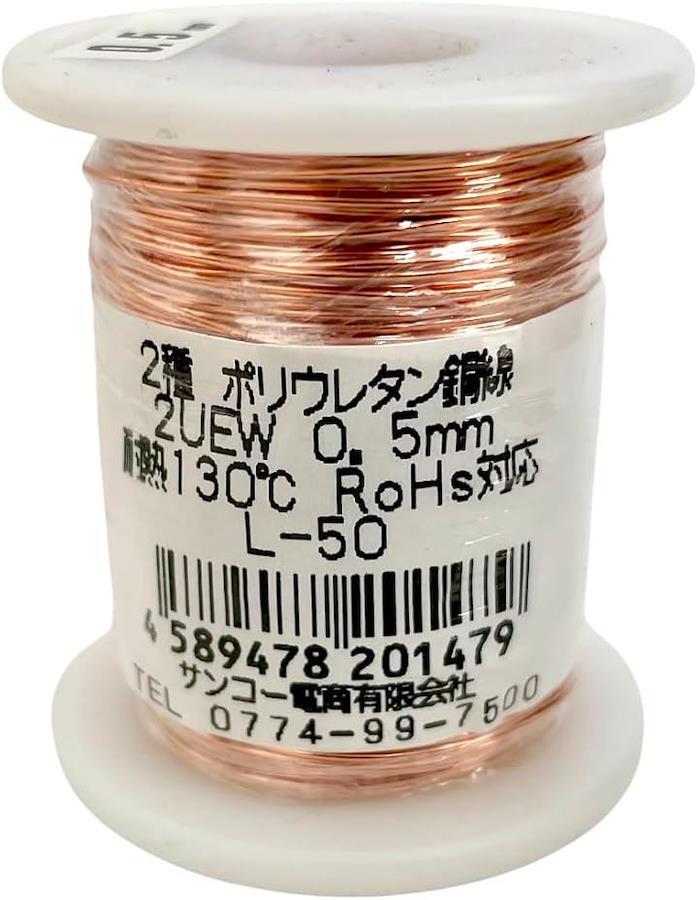 0.5
2種 ポリウレタン銅線
2UEW 0.5mm
耐熱130℃ RoHs対応
L-50
4 589478 201479
サンコー電商有限会社
TEL 0774-99-7500